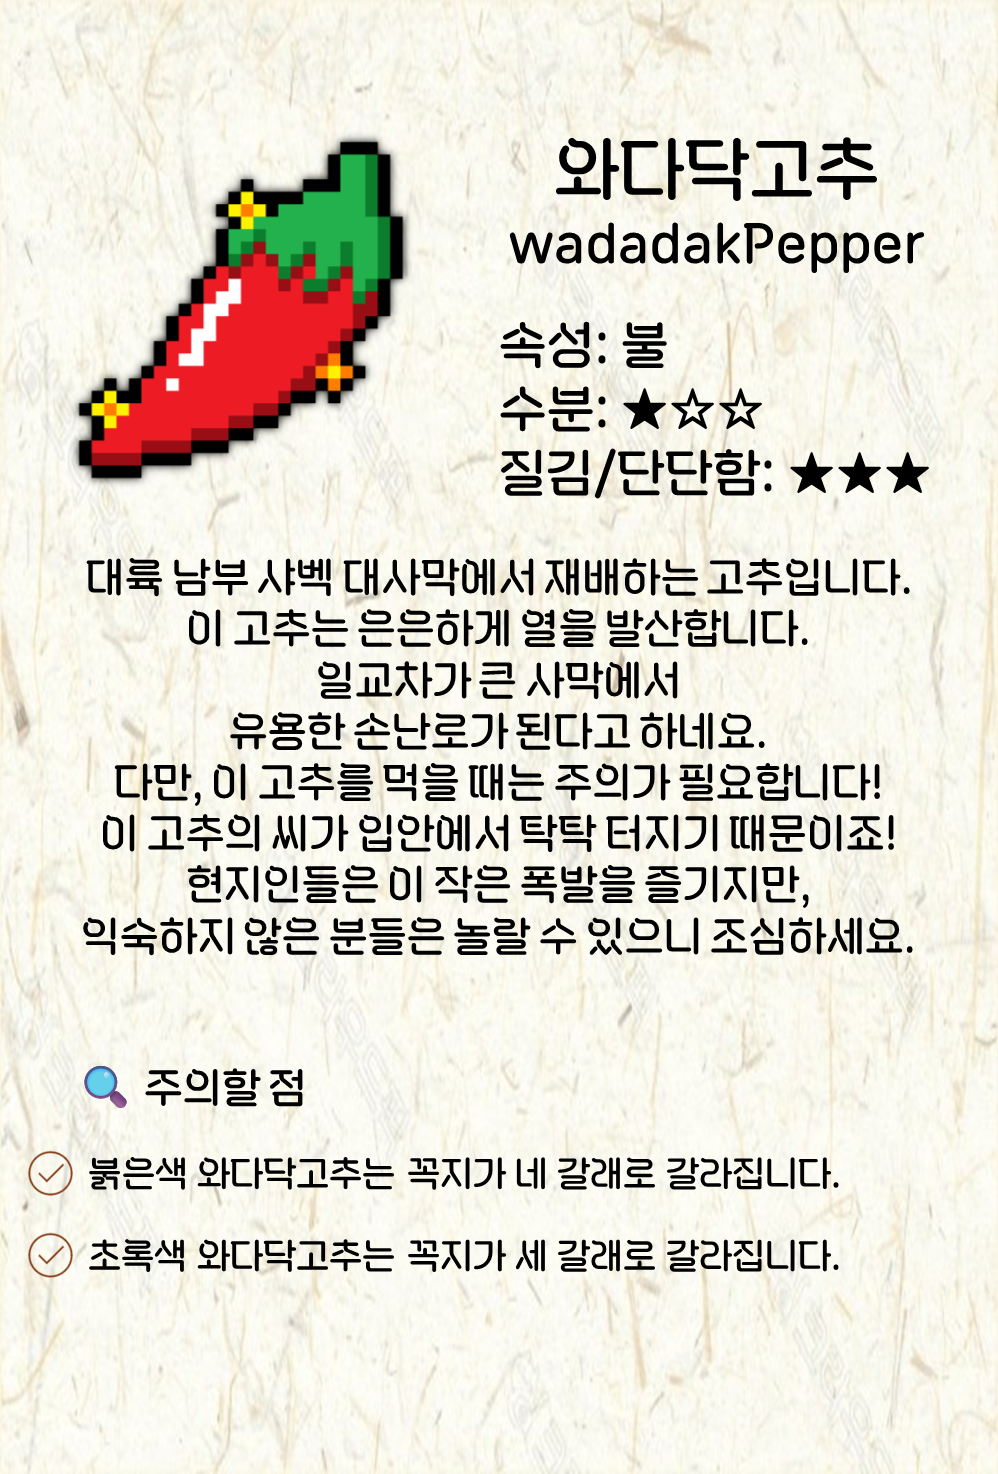 와다닥고추
wadadakPepper
속성: 불
수분: ★☆☆
질김/단단함: ★★★
대륙 남부 샤벡 대사막에서 재배하는 고추입니다.
이 고추는 은은하게 열을 발산합니다.
일교차가 큰 사막에서
유용한 손난로가 된다고 하네요.
다만, 이 고추를 먹을 때는 주의가 필요합니다!
이 고추의 씨가 입안에서 탁탁 터지기 때문이죠!
현지인들은 이 작은 폭발을 즐기지만,
익숙하지 않은 분들은 놀랄 수 있으니 조심하세요.
주의할 점
붉은색 와다닥고추는 꼭지가 네 갈래로 갈라집니다.
초록색 와다닥고추는 꼭지가 세 갈래로 갈라집니다.